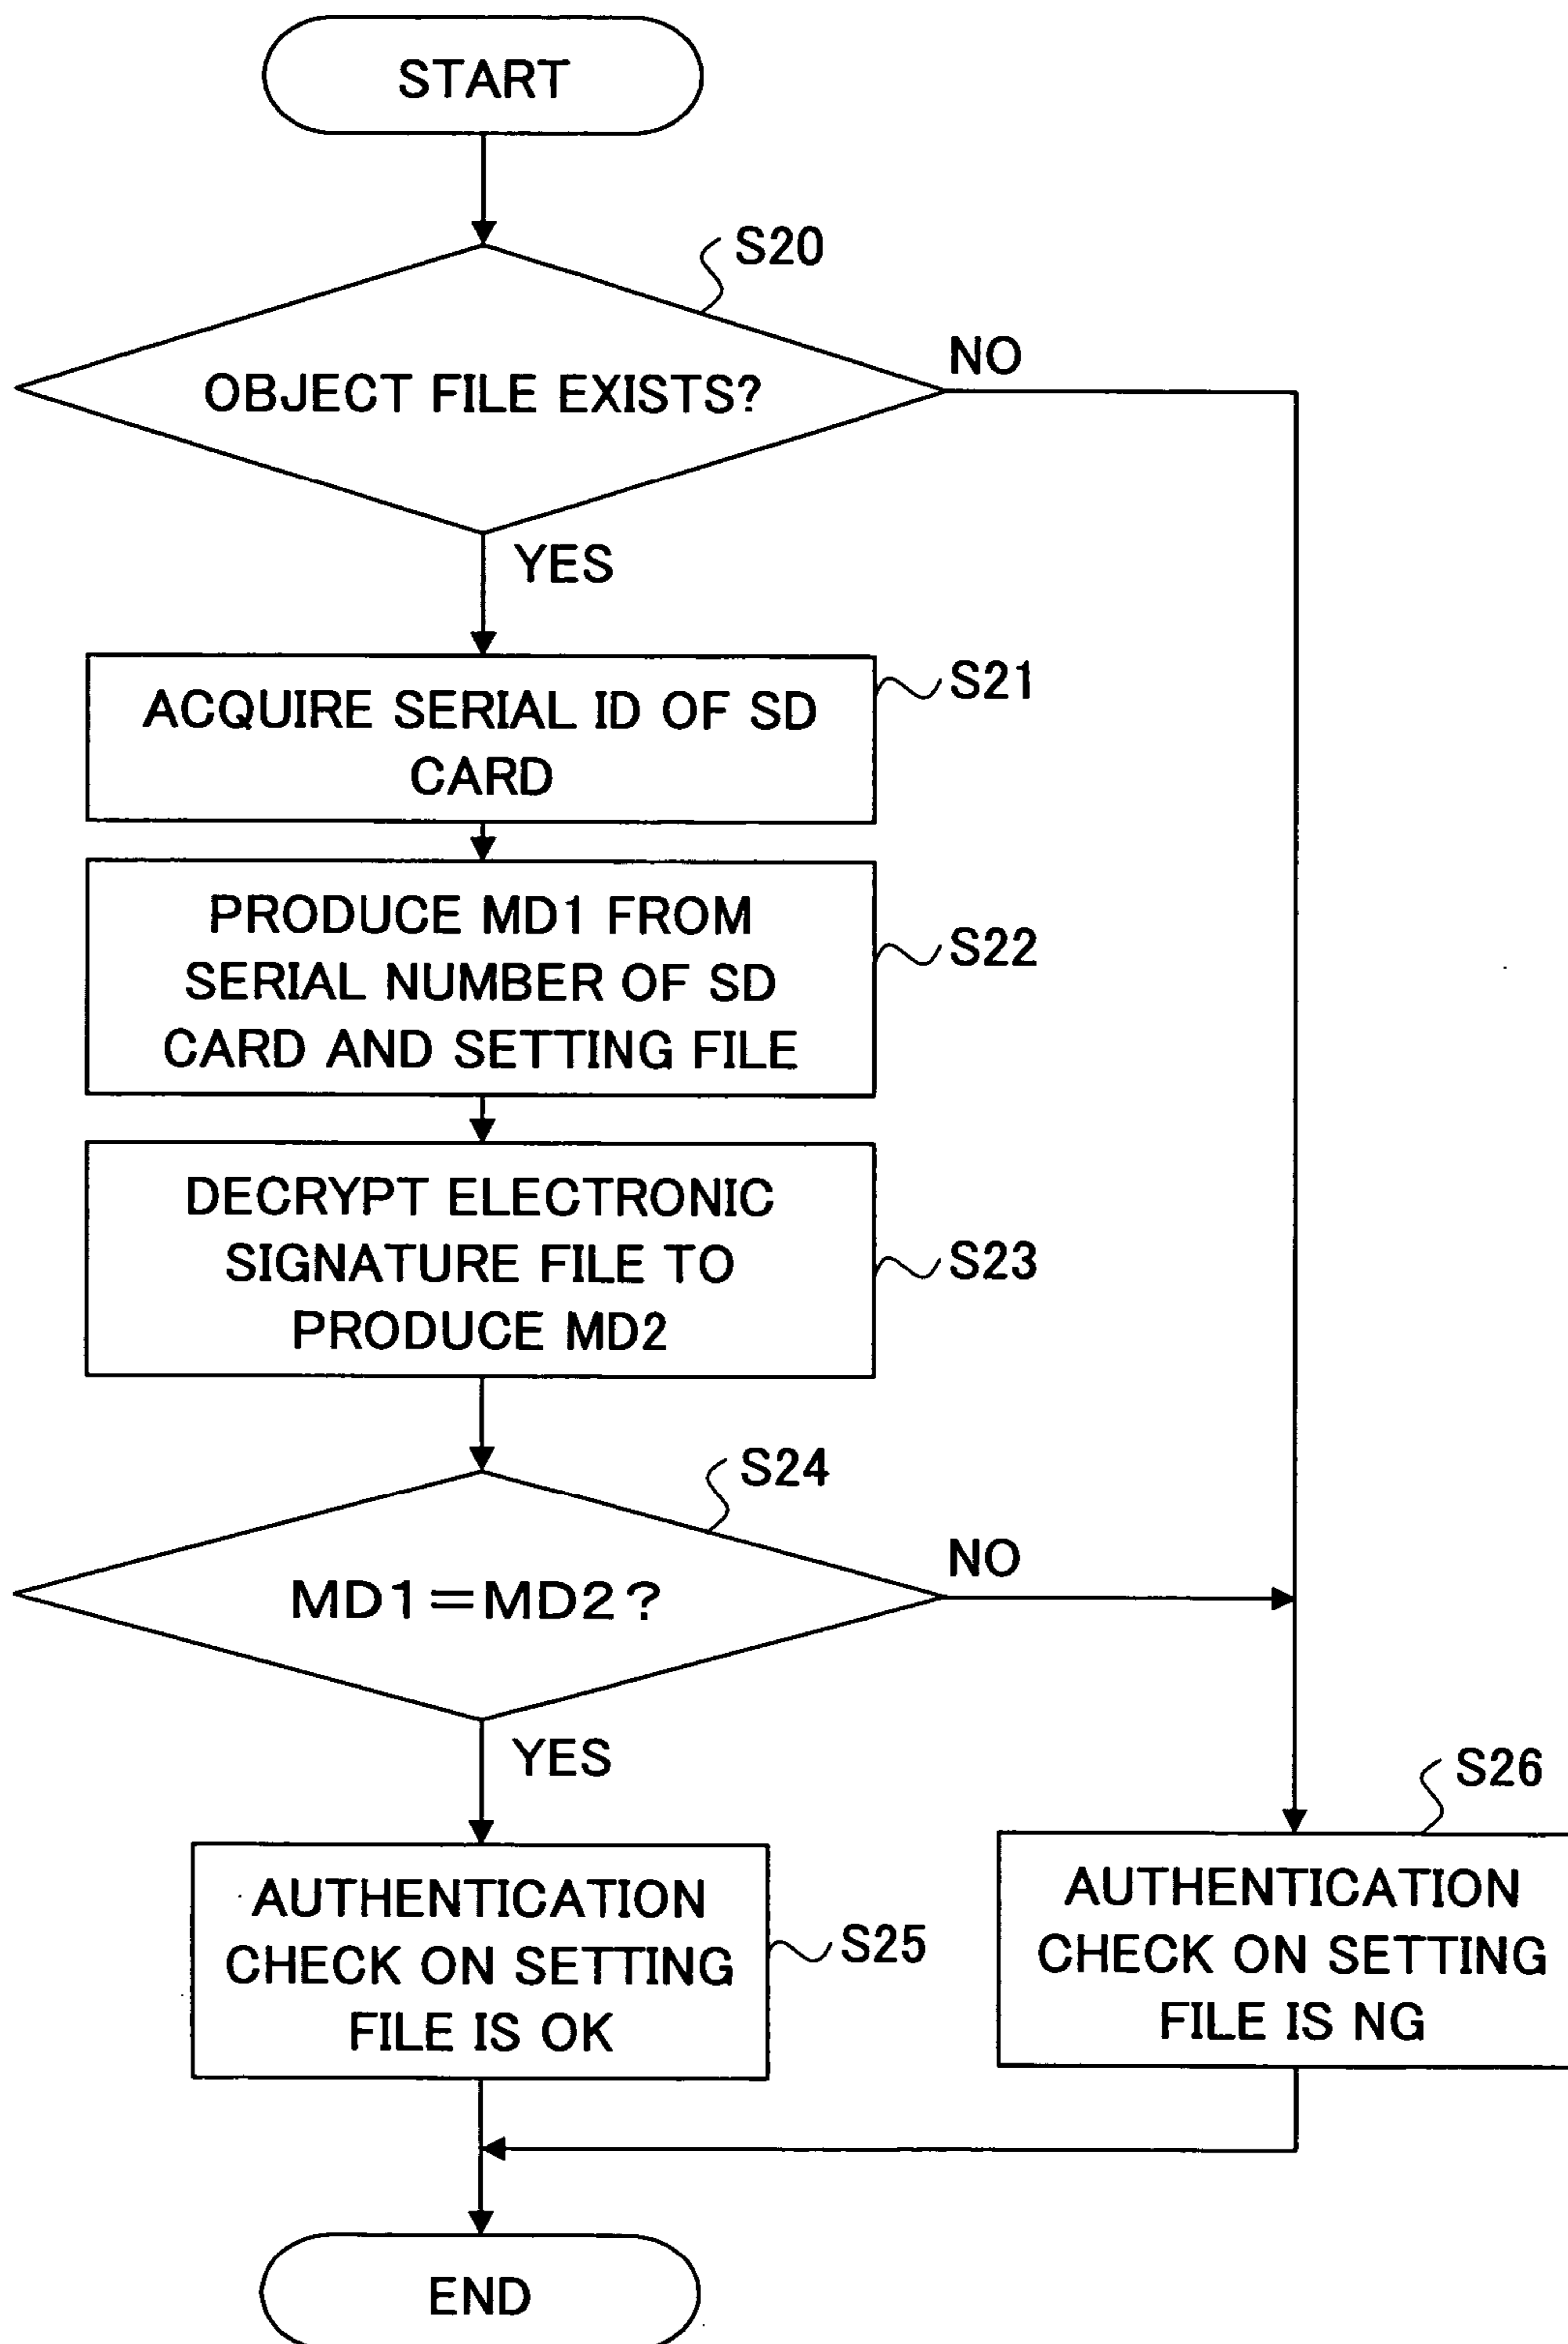 START
S20
OBJECT FILE EXISTS?
NO
YES
ACQUIRE SERIAL ID OF SD
CARD
S21
PRODUCE MD1 FROM
SERIAL NUMBER OF SD
CARD AND SETTING FILE
S22
DECRYPT ELECTRONIC
SIGNATURE FILE TO
PRODUCE MD2
S23
S24
MD1=MD2?
NO
YES
AUTHENTICATION
CHECK ON SETTING
FILE IS OK
S25
S26
AUTHENTICATION
CHECK ON SETTING
FILE IS NG
END